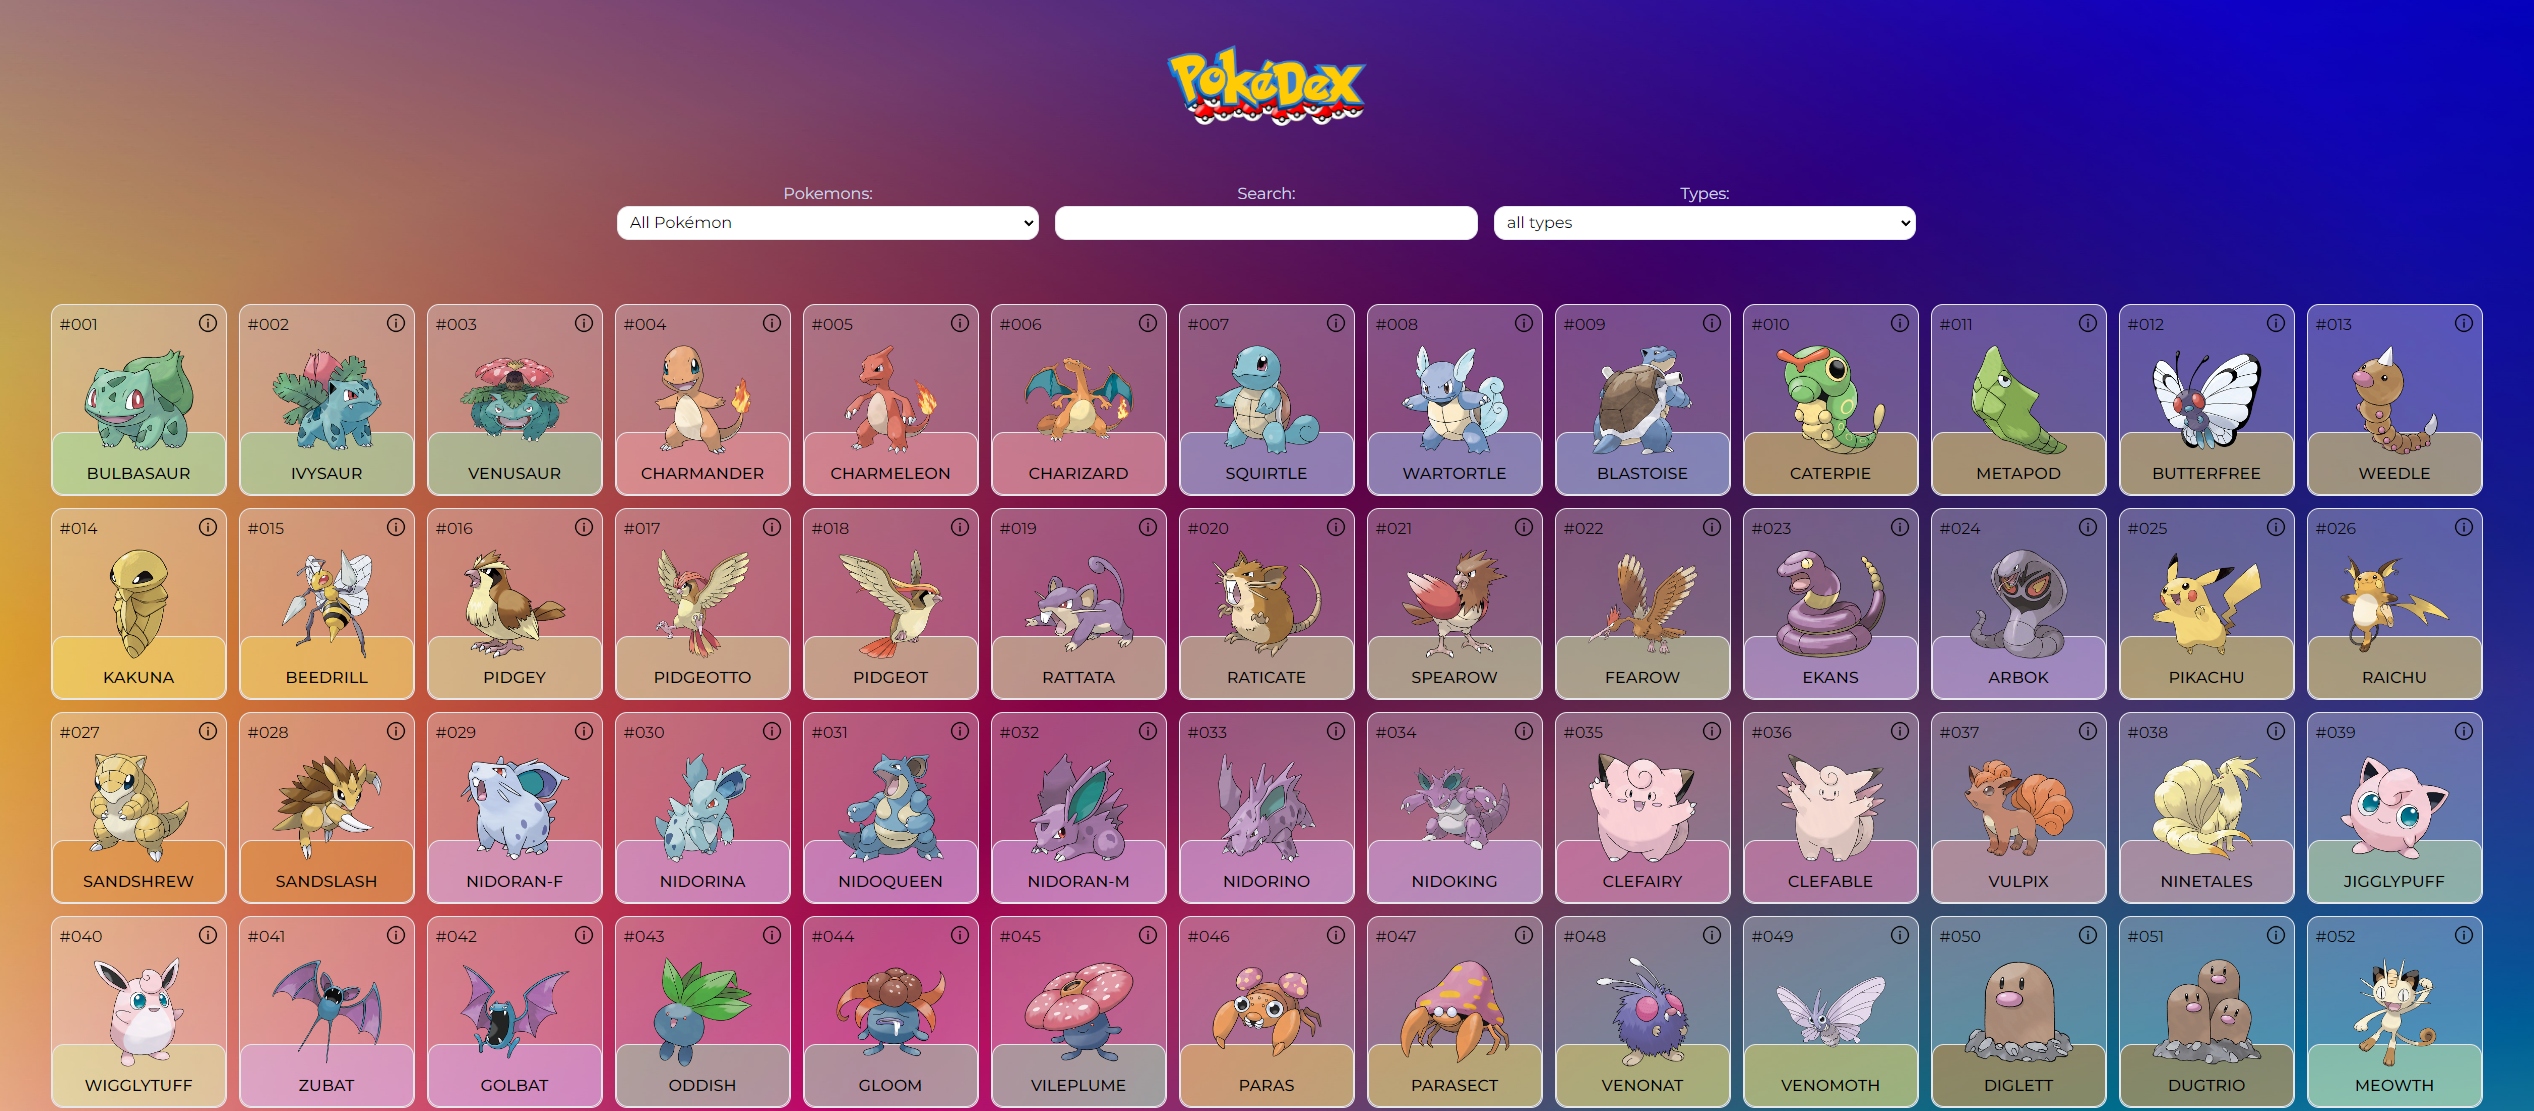 PokéDex
Pokemons: Search: Types:
All Pokémon all types
#001 #002 #003 #004 #005 #006 #007 #008 #009 #010 #011 #012 #013
BULBASAUR IVYSAUR VENUSAUR CHARMANDER CHARMELEON CHARIZARD SQUIRTLE WARTORTLE BLASTOISE CATERPIE METAPOD BUTTERFREE WEEDLE
#014 #015 #016 #017 #018 #019 #020 #021 #022 #023 #024 #025 #026
KAKUNA BEEDRILL PIDGEY PIDGEOTTO PIDGEOT RATTATA RATICATE SPEAROW FEAROW EKANS ARBOK PIKACHU RAICHU
#027 #028 #029 #030 #031 #032 #033 #034 #035 #036 #037 #038 #039
SANDSHREW SANDSLASH NIDORAN-F NIDORINA NIDOQUEEN NIDORAN-M NIDORINO NIDOKING CLEFAIRY CLEFABLE VULPIX NINETALES JIGGLYPUFF
#040 #041 #042 #043 #044 #045 #046 #047 #048 #049 #050 #051 #052
WIGGLYTUFF ZUBAT GOLBAT ODDISH GLOOM VILEPLUME PARAS PARASECT VENONAT VENOMOTH DIGLETT DUGTRIO MEOWTH